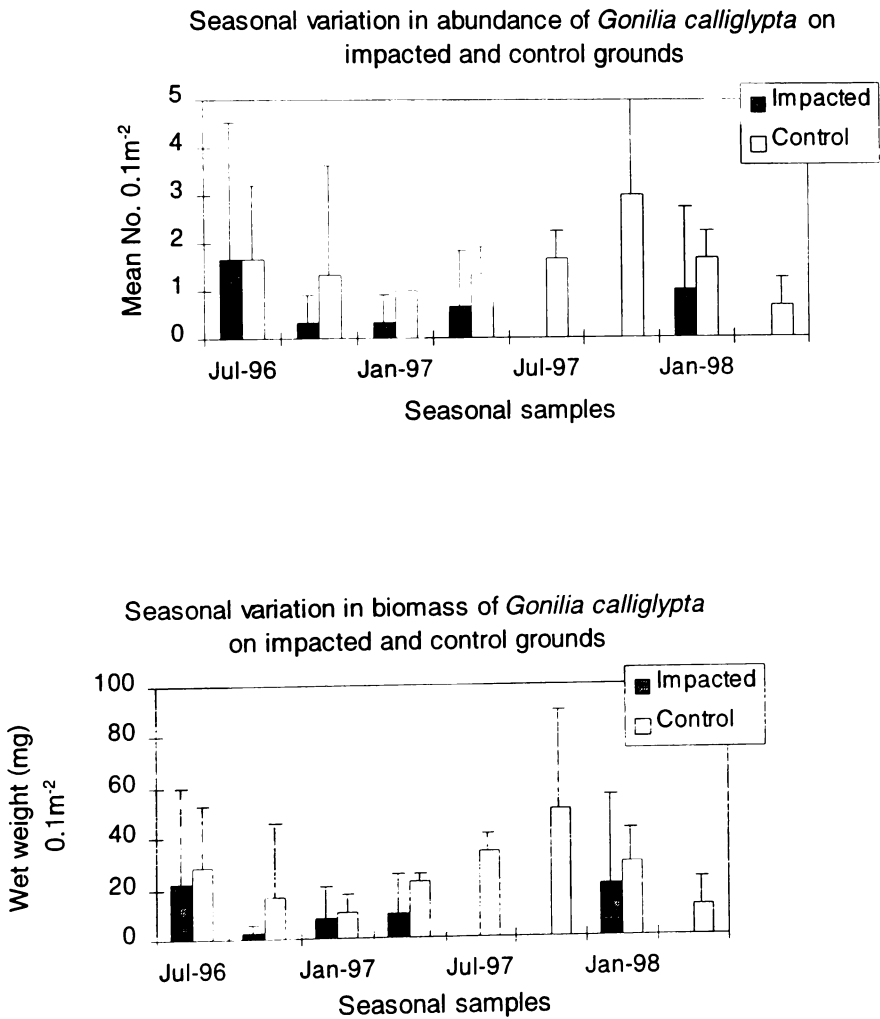 Seasonal variation in abundance of Gonilia calliglypta on
impacted and control grounds
Impacted
Control
Mean No. 0.1m-2
5
4
3
2
1
0
Jul-96
Jan-97
Jul-97
Jan-98
Seasonal samples
Seasonal variation in biomass of Gonilia calliglypta
on impacted and control grounds
Impacted
Control
Wet weight (mg)
0.1m-2
100
80
60
40
20
0
Jul-96
Jan-97
Jul-97
Jan-98
Seasonal samples